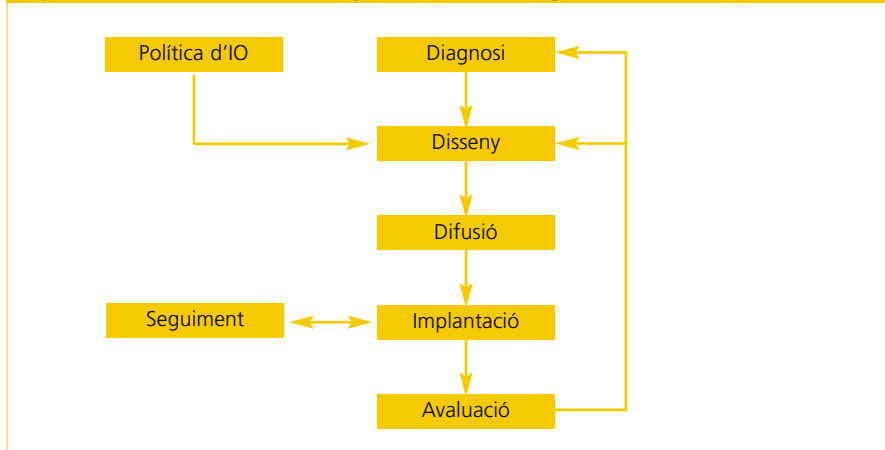 Política d’IO
Diagnosi
Disseny
Difusió
Seguiment
Implantació
Avaluació